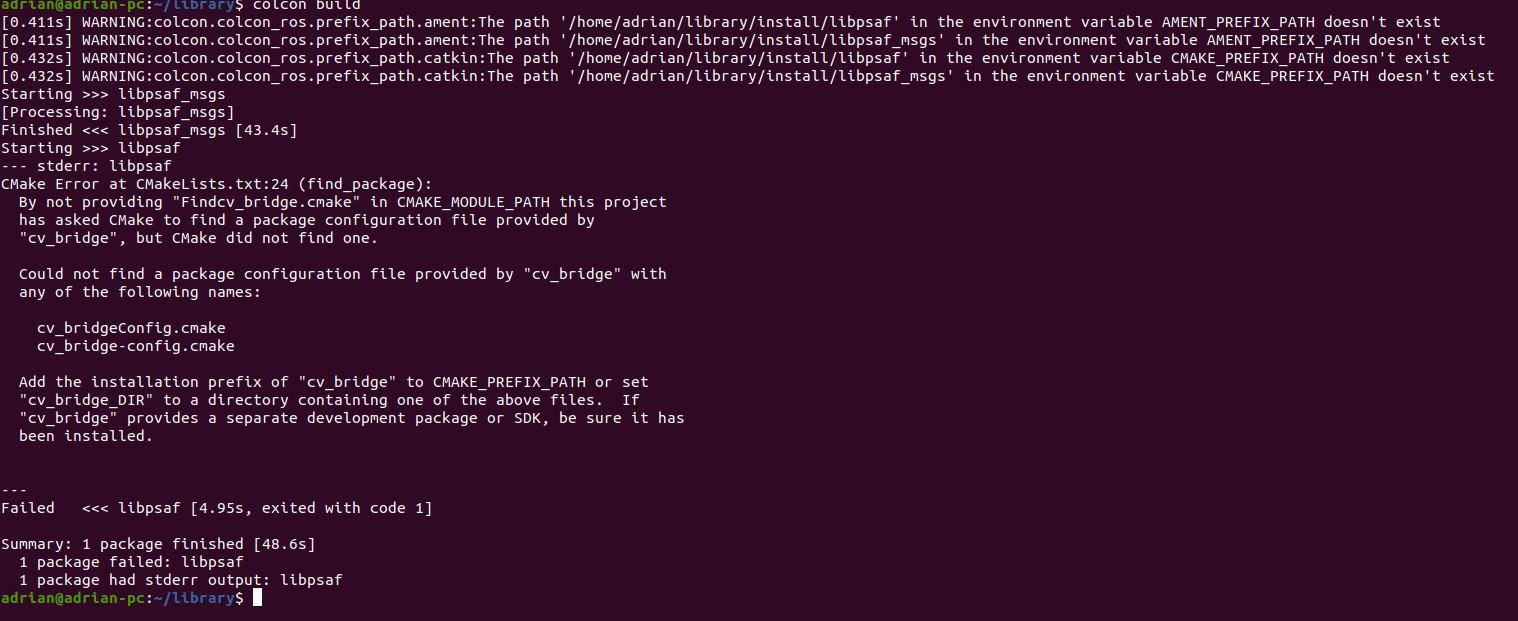 adrian@adrian-pc:~/library$ colcon build
[0.411s] WARNING:colcon.colcon_ros.prefix_path.ament:The path '/home/adrian/library/install/libpsaf' in the environment variable AMENT_PREFIX_PATH doesn't exist
[0.411s] WARNING:colcon.colcon_ros.prefix_path.ament:The path '/home/adrian/library/install/libpsaf_msgs' in the environment variable AMENT_PREFIX_PATH doesn't exist
[0.432s] WARNING:colcon.colcon_ros.prefix_path.catkin:The path '/home/adrian/library/install/libpsaf' in the environment variable CMAKE_PREFIX_PATH doesn't exist
[0.432s] WARNING:colcon.colcon_ros.prefix_path.catkin:The path '/home/adrian/library/install/libpsaf_msgs' in the environment variable CMAKE_PREFIX_PATH doesn't exist
Starting >>> libpsaf_msgs
[Processing: libpsaf_msgs]
Finished <<< libpsaf_msgs [43.4s]
Starting >>> libpsaf
--- stderr: libpsaf
CMake Error at CMakeLists.txt:24 (find_package):
  By not providing "Findcv_bridge.cmake" in CMAKE_MODULE_PATH this project
  has asked CMake to find a package configuration file provided by
  "cv_bridge", but CMake did not find one.

  Could not find a package configuration file provided by "cv_bridge" with
  any of the following names:

    cv_bridgeConfig.cmake
    cv_bridge-config.cmake

  Add the installation prefix of "cv_bridge" to CMAKE_PREFIX_PATH or set
  "cv_bridge_DIR" to a directory containing one of the above files.  If
  "cv_bridge" provides a separate development package or SDK, be sure it has
  been installed.


---
Failed   <<< libpsaf [4.95s, exited with code 1]

Summary: 1 package finished [48.6s]
  1 package failed: libpsaf
  1 package had stderr output: libpsaf
adrian@adrian-pc:~/library$